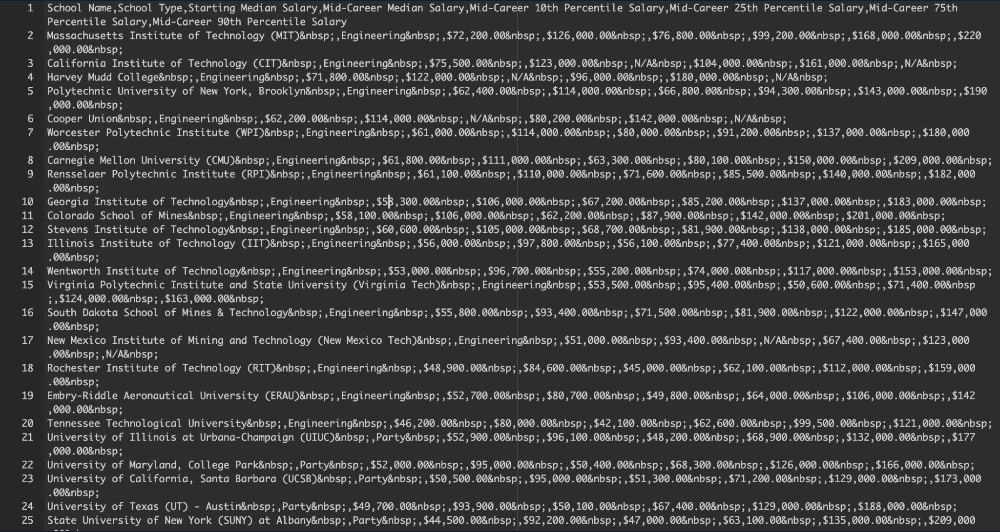 1 School Name,School Type,Starting Median Salary,Mid-Career Median Salary,Mid-Career 10th Percentile Salary,Mid-Career 25th Percentile Salary,Mid-Career 75th
Percentile Salary,Mid-Career 90th Percentile Salary
2 Massachusetts Institute of Technology (MIT)&nbsp;,Engineering&nbsp;,$72,200.00&nbsp;,$126,000.00&nbsp;,$76,800.00&nbsp;,$99,200.00&nbsp;,$168,000.00&nbsp;,$220
,000.00&nbsp;
3 California Institute of Technology (CIT)&nbsp;,Engineering&nbsp;,$75,500.00&nbsp;,$123,000.00&nbsp;,N/A&nbsp;,$104,000.00&nbsp;,$161,000.00&nbsp;,N/A&nbsp;
4 Harvey Mudd College&nbsp;,Engineering&nbsp;,$71,800.00&nbsp;,$122,000.00&nbsp;,N/A&nbsp;,$96,000.00&nbsp;,$180,000.00&nbsp;,N/A&nbsp;
5 Polytechnic University of New York, Brooklyn&nbsp;,Engineering&nbsp;,$62,400.00&nbsp;,$114,000.00&nbsp;,$66,800.00&nbsp;,$94,300.00&nbsp;,$143,000.00&nbsp;,$190
,000.00&nbsp;
6 Cooper Union&nbsp;,Engineering&nbsp;,$62,200.00&nbsp;,$114,000.00&nbsp;,N/A&nbsp;,$80,200.00&nbsp;,$142,000.00&nbsp;,N/A&nbsp;
7 Worcester Polytechnic Institute (WPI)&nbsp;,Engineering&nbsp;,$61,000.00&nbsp;,$114,000.00&nbsp;,$80,000.00&nbsp;,$91,200.00&nbsp;,$137,000.00&nbsp;,$180,000
.00&nbsp;
8 Carnegie Mellon University (CMU)&nbsp;,Engineering&nbsp;,$61,800.00&nbsp;,$111,000.00&nbsp;,$63,300.00&nbsp;,$80,100.00&nbsp;,$150,000.00&nbsp;,$209,000.00&nbsp;
9 Rensselaer Polytechnic Institute (RPI)&nbsp;,Engineering&nbsp;,$61,100.00&nbsp;,$110,000.00&nbsp;,$71,600.00&nbsp;,$85,500.00&nbsp;,$140,000.00&nbsp;,$182,000
.00&nbsp;
10 Georgia Institute of Technology&nbsp;,Engineering&nbsp;,$58,300.00&nbsp;,$106,000.00&nbsp;,$67,200.00&nbsp;,$85,200.00&nbsp;,$137,000.00&nbsp;,$183,000.00&nbsp;
11 Colorado School of Mines&nbsp;,Engineering&nbsp;,$58,100.00&nbsp;,$106,000.00&nbsp;,$62,200.00&nbsp;,$87,900.00&nbsp;,$142,000.00&nbsp;,$201,000.00&nbsp;
12 Stevens Institute of Technology&nbsp;,Engineering&nbsp;,$60,600.00&nbsp;,$105,000.00&nbsp;,$68,700.00&nbsp;,$81,900.00&nbsp;,$138,000.00&nbsp;,$185,000.00&nbsp;
13 Illinois Institute of Technology (IIT)&nbsp;,Engineering&nbsp;,$56,000.00&nbsp;,$97,800.00&nbsp;,$56,100.00&nbsp;,$77,400.00&nbsp;,$121,000.00&nbsp;,$165,000
.00&nbsp;
14 Wentworth Institute of Technology&nbsp;,Engineering&nbsp;,$53,000.00&nbsp;,$96,700.00&nbsp;,$55,200.00&nbsp;,$74,000.00&nbsp;,$117,000.00&nbsp;,$153,000.00&nbsp;
15 Virginia Polytechnic Institute and State University (Virginia Tech)&nbsp;,Engineering&nbsp;,$53,500.00&nbsp;,$95,400.00&nbsp;,$50,600.00&nbsp;,$71,400.00&nbsp
;,$124,000.00&nbsp;,$163,000.00&nbsp;
16 South Dakota School of Mines & Technology&nbsp;,Engineering&nbsp;,$55,800.00&nbsp;,$93,400.00&nbsp;,$71,500.00&nbsp;,$81,900.00&nbsp;,$122,000.00&nbsp;,$147,000
.00&nbsp;
17 New Mexico Institute of Mining and Technology (New Mexico Tech)&nbsp;,Engineering&nbsp;,$51,000.00&nbsp;,$93,400.00&nbsp;,N/A&nbsp;,$67,400.00&nbsp;,$123,000
.00&nbsp;,N/A&nbsp;
18 Rochester Institute of Technology (RIT)&nbsp;,Engineering&nbsp;,$48,900.00&nbsp;,$84,600.00&nbsp;,$45,000.00&nbsp;,$62,100.00&nbsp;,$112,000.00&nbsp;,$159,000
.00&nbsp;
19 Embry-Riddle Aeronautical University (ERAU)&nbsp;,Engineering&nbsp;,$52,700.00&nbsp;,$80,700.00&nbsp;,$49,800.00&nbsp;,$64,000.00&nbsp;,$106,000.00&nbsp;,$142
,000.00&nbsp;
20 Tennessee Technological University&nbsp;,Engineering&nbsp;,$46,200.00&nbsp;,$80,000.00&nbsp;,$42,100.00&nbsp;,$62,600.00&nbsp;,$99,500.00&nbsp;,$121,000.00&nbsp;
21 University of Illinois at Urbana-Champaign (UIUC)&nbsp;,Party&nbsp;,$52,900.00&nbsp;,$96,100.00&nbsp;,$48,200.00&nbsp;,$68,900.00&nbsp;,$132,000.00&nbsp;,$177
,000.00&nbsp;
22 University of Maryland, College Park&nbsp;,Party&nbsp;,$52,000.00&nbsp;,$95,000.00&nbsp;,$50,400.00&nbsp;,$68,300.00&nbsp;,$126,000.00&nbsp;,$166,000.00&nbsp;
23 University of California, Santa Barbara (UCSB)&nbsp;,Party&nbsp;,$50,500.00&nbsp;,$95,000.00&nbsp;,$51,300.00&nbsp;,$71,200.00&nbsp;,$129,000.00&nbsp;,$173,000
.00&nbsp;
24 University of Texas (UT) - Austin&nbsp;,Party&nbsp;,$49,700.00&nbsp;,$93,900.00&nbsp;,$50,100.00&nbsp;,$67,400.00&nbsp;,$129,000.00&nbsp;,$188,000.00&nbsp;
25 State University of New York (SUNY) at Albany&nbsp;,Party&nbsp;,$44,500.00&nbsp;,$92,200.00&nbsp;,$47,000.00&nbsp;,$63,100.00&nbsp;,$135,000.00&nbsp;,$209,000